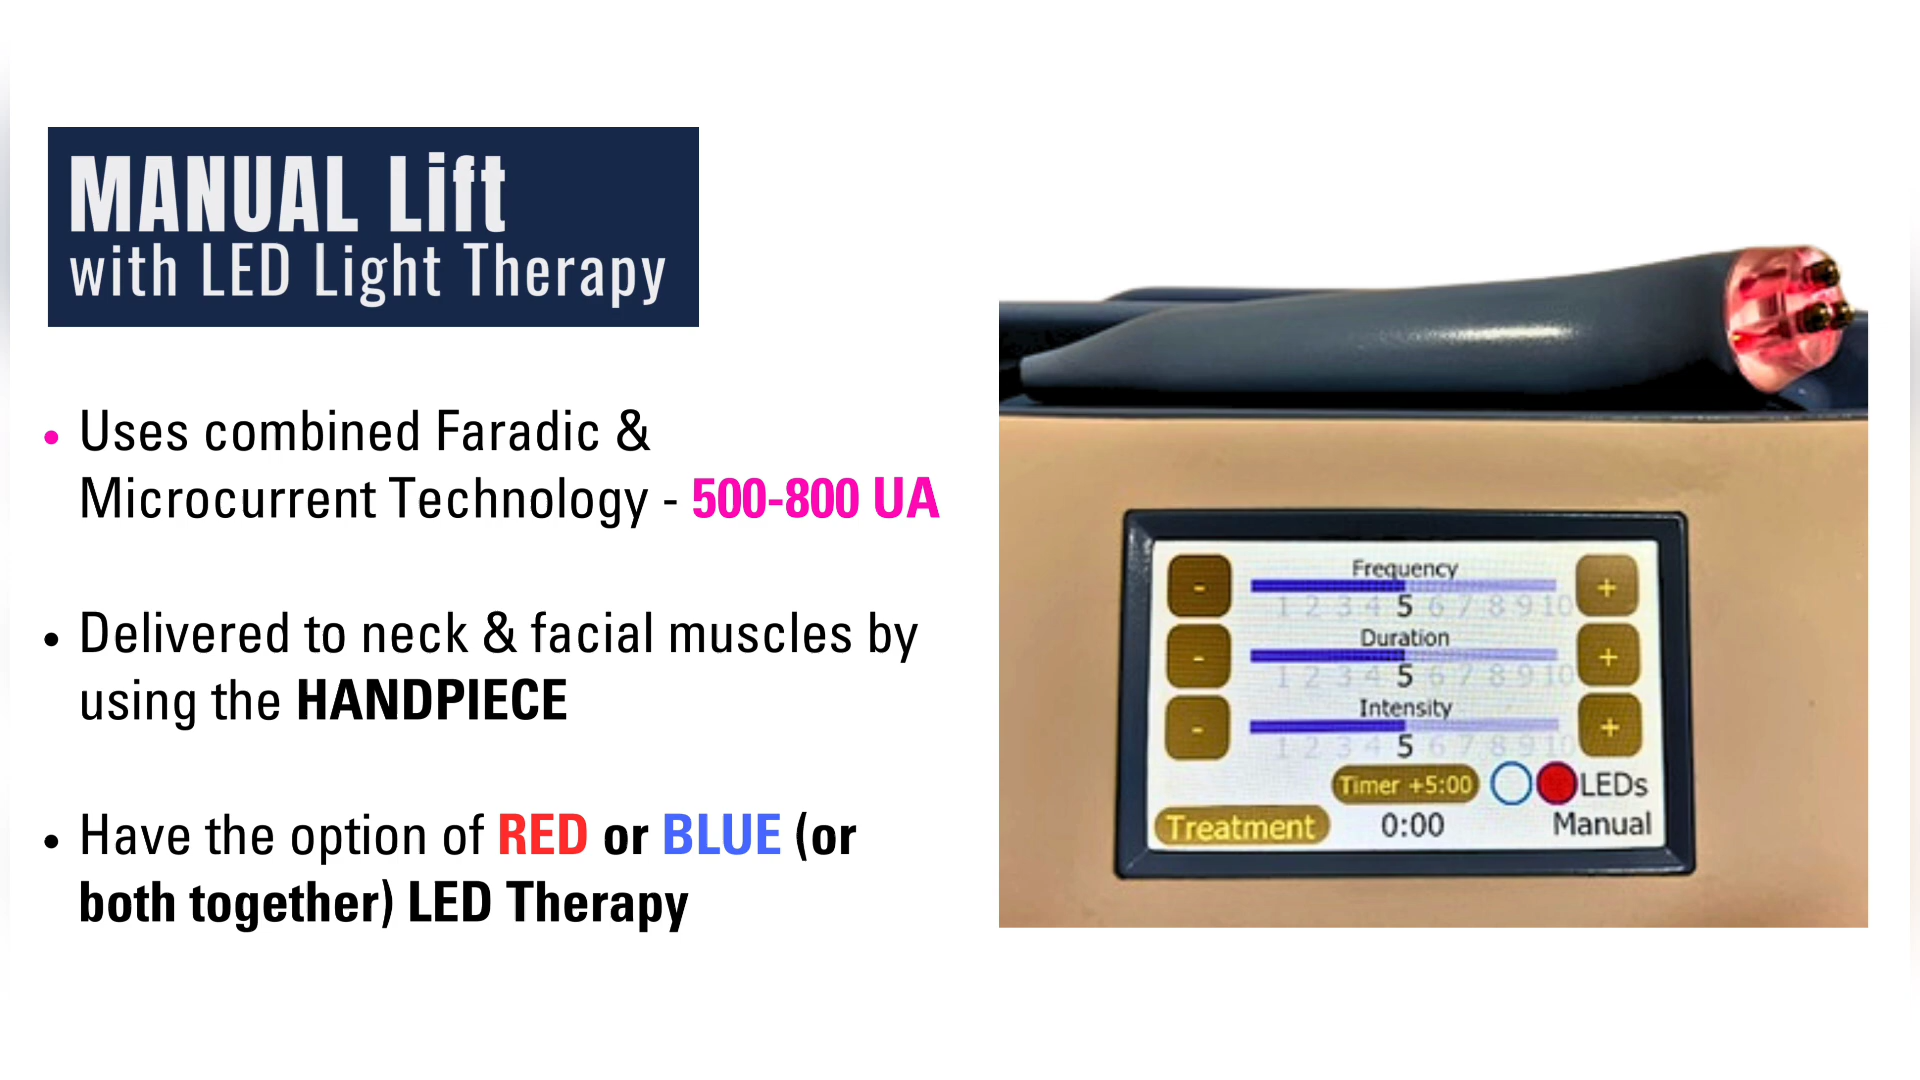 MANUAL Lift
with LED Light Therapy
• Uses combined Faradic &
Microcurrent Technology - 500-800 UA
• Delivered to neck & facial muscles by
using the HANDPIECE
• Have the option of RED or BLUE (or
both together) LED Therapy
Frequency
- +
1 2 3 4 5 6 7 8 9 10
Duration
- +
1 2 3 4 5 6 7 8 9 10
Intensity
- +
1 2 3 4 5 6 7 8 9 10
Timer +5:00 LEDs
Treatment 0:00 Manual